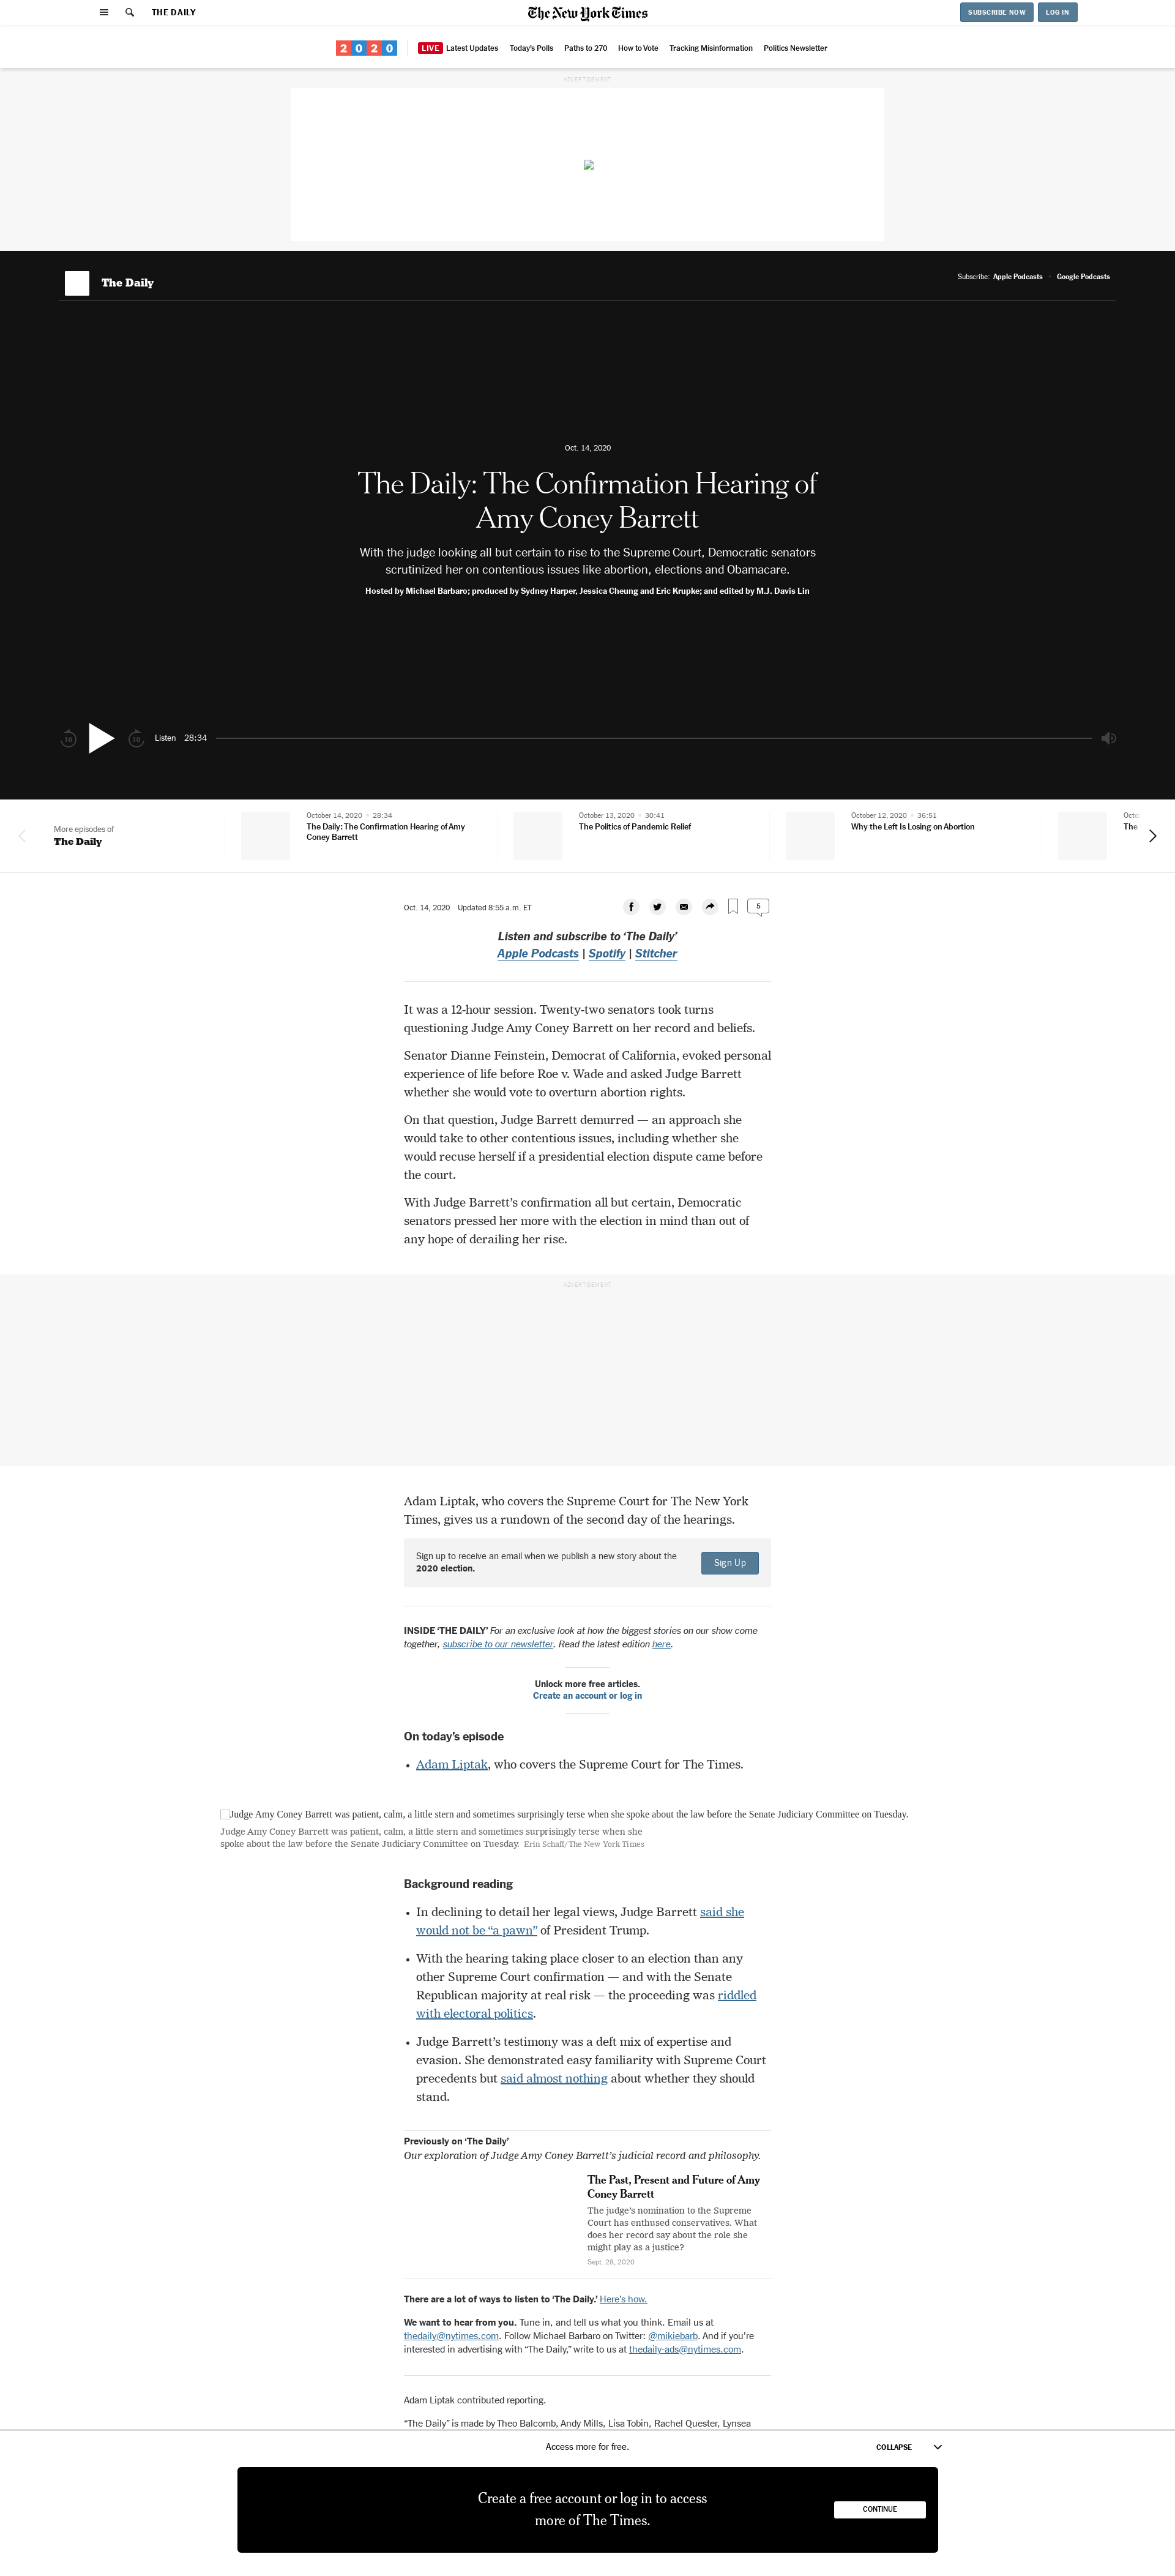 THE DAILY
The New York Times
SUBSCRIBE NOW
LOG IN
2020
LIVE Latest Updates
Today's Polls
Paths to 270
How to Vote
Tracking Misinformation
Politics Newsletter
ADVERTISEMENT
The Daily
Subscribe: Apple Podcasts
Google Podcasts
Oct. 14, 2020
The Daily: The Confirmation Hearing of
Amy Coney Barrett
With the judge looking all but certain to rise to the Supreme Court, Democratic senators
scrutinized her on contentious issues like abortion, elections and Obamacare.
Hosted by Michael Barbaro; produced by Sydney Harper, Jessica Cheung and Eric Krupke; and edited by M.J. Davis Lin
10
10
Listen 28:34
More episodes of
The Daily
October 14, 2020 • 28:34
The Daily: The Confirmation Hearing of Amy
Coney Barrett
October 13, 2020 • 30:41
The Politics of Pandemic Relief
October 12, 2020 • 36:51
Why the Left Is Losing on Abortion
Octo
The
Oct. 14, 2020 Updated 8:55 a.m. ET
5
Listen and subscribe to ‘The Daily’
Apple Podcasts | Spotify | Stitcher
It was a 12-hour session. Twenty-two senators took turns
questioning Judge Amy Coney Barrett on her record and beliefs.
Senator Dianne Feinstein, Democrat of California, evoked personal
experience of life before Roe v. Wade and asked Judge Barrett
whether she would vote to overturn abortion rights.
On that question, Judge Barrett demurred — an approach she
would take to other contentious issues, including whether she
would recuse herself if a presidential election dispute came before
the court.
With Judge Barrett’s confirmation all but certain, Democratic
senators pressed her more with the election in mind than out of
any hope of derailing her rise.
ADVERTISEMENT
Adam Liptak, who covers the Supreme Court for The New York
Times, gives us a rundown of the second day of the hearings.
Sign up to receive an email when we publish a new story about the
2020 election.
Sign Up
INSIDE ‘THE DAILY’ For an exclusive look at how the biggest stories on our show come
together, subscribe to our newsletter. Read the latest edition here.
Unlock more free articles.
Create an account or log in
On today’s episode
• Adam Liptak, who covers the Supreme Court for The Times.
Judge Amy Coney Barrett was patient, calm, a little stern and sometimes surprisingly terse when she spoke about the law before the Senate Judiciary Committee on Tuesday.
Judge Amy Coney Barrett was patient, calm, a little stern and sometimes surprisingly terse when she
spoke about the law before the Senate Judiciary Committee on Tuesday. Erin Schaff/The New York Times
Background reading
• In declining to detail her legal views, Judge Barrett said she
would not be “a pawn” of President Trump.
• With the hearing taking place closer to an election than any
other Supreme Court confirmation — and with the Senate
Republican majority at real risk — the proceeding was riddled
with electoral politics.
• Judge Barrett’s testimony was a deft mix of expertise and
evasion. She demonstrated easy familiarity with Supreme Court
precedents but said almost nothing about whether they should
stand.
Previously on ‘The Daily’
Our exploration of Judge Amy Coney Barrett’s judicial record and philosophy.
The Past, Present and Future of Amy
Coney Barrett
The judge’s nomination to the Supreme
Court has enthused conservatives. What
does her record say about the role she
might play as a justice?
Sept. 28, 2020
There are a lot of ways to listen to ‘The Daily.’ Here’s how.
We want to hear from you. Tune in, and tell us what you think. Email us at
thedaily@nytimes.com. Follow Michael Barbaro on Twitter: @mikiebarb. And if you’re
interested in advertising with “The Daily,” write to us at thedaily-ads@nytimes.com.
Adam Liptak contributed reporting.
“The Daily” is made by Theo Balcomb, Andy Mills, Lisa Tobin, Rachel Quester, Lynsea
Access more for free.
COLLAPSE
Create a free account or log in to access
more of The Times.
CONTINUE